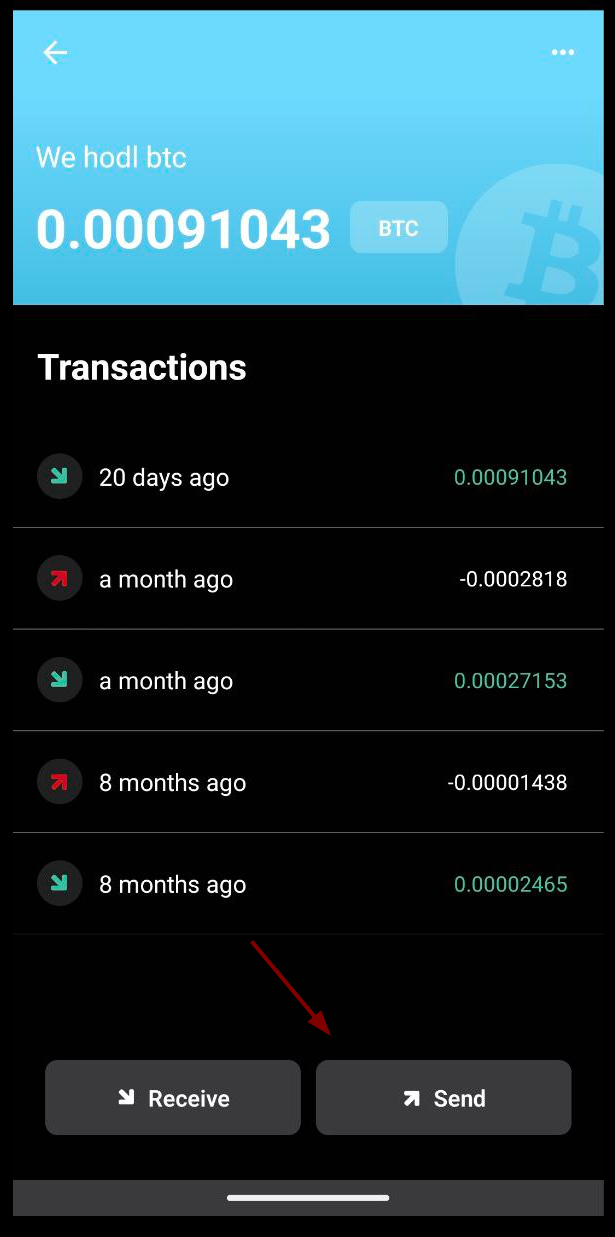 We hodl btc
0.00091043 BTC
Transactions
20 days ago 0.00091043
a month ago -0.0002818
a month ago 0.00027153
8 months ago -0.00001438
8 months ago 0.00002465
Receive Send